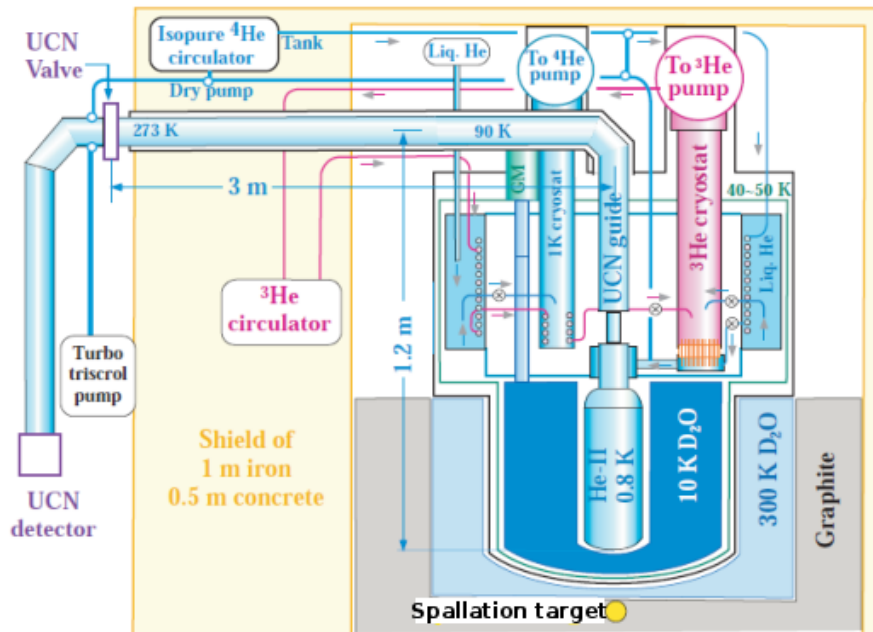 UCN
Valve
Isopure ⁴He
circulator
Tank
Dry pump
Liq. He
To ⁴He
pump
To ³He
pump
273 K
90 K
3 m
GM
1K cryostat
UCN guide
³He cryostat
40~50 K
Liq. He
³He
circulator
1.2 m
Turbo
triscrol
pump
UCN
detector
Shield of
1 m iron
0.5 m concrete
He-II
0.8 K
10 K D₂O
300 K D₂O
Graphite
Spallation target